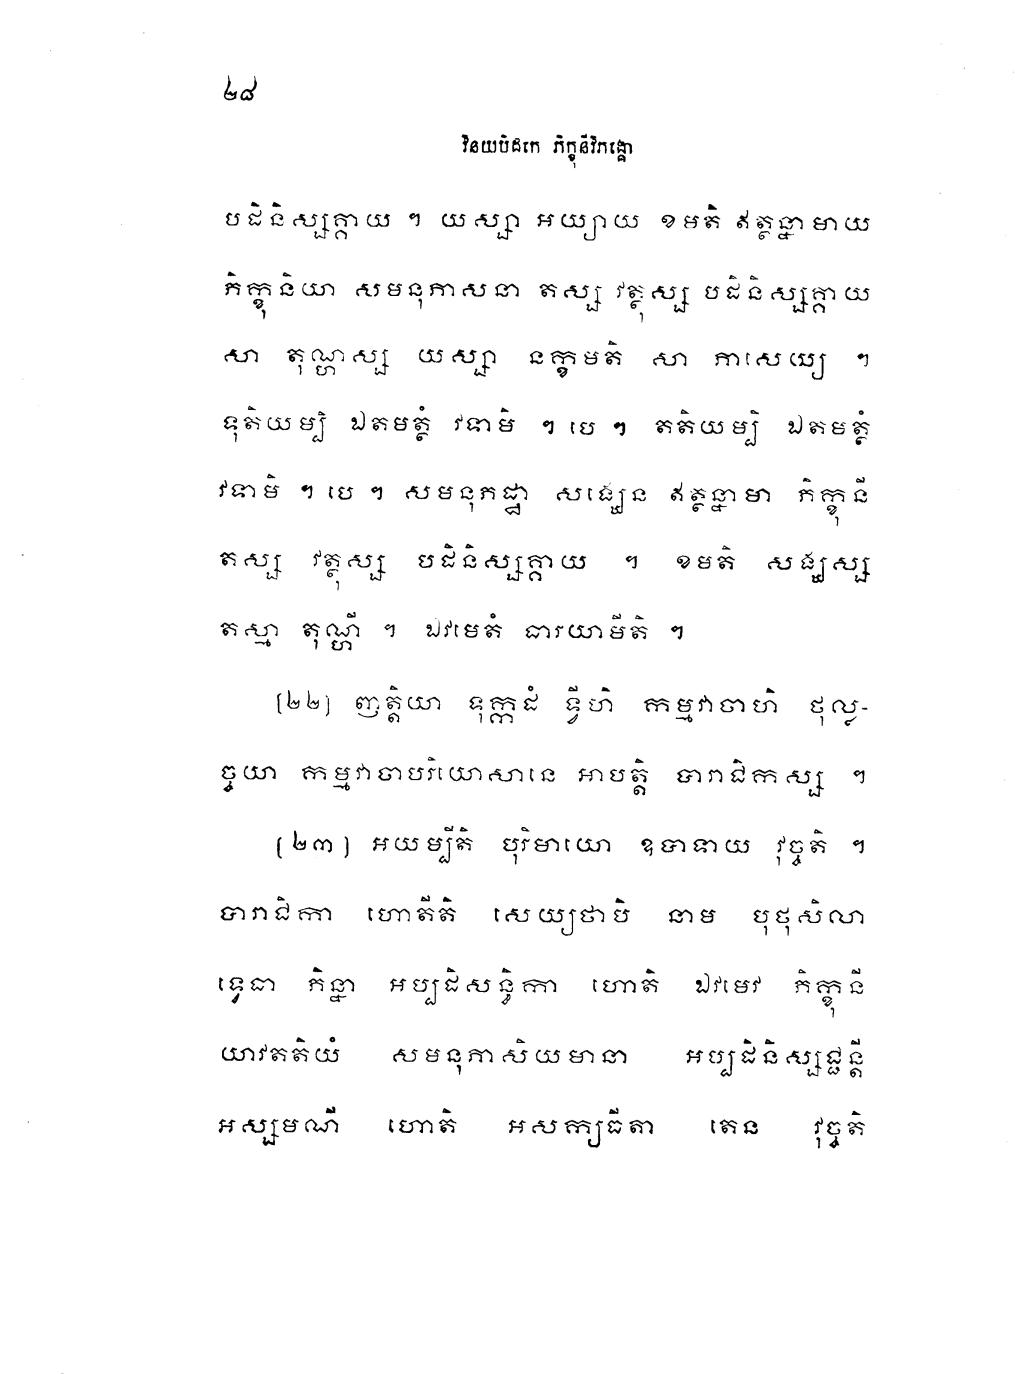 ២៨
វិនយបិដកេ ភិក្ខុនីវិភង្គោ
បដិនិស្សគ្គាយ ។ យស្សា អយ្យាយ ខមតិ ឥត្ថន្នាមាយ
ភិក្ខុនិយា សមនុភាសនា តស្ស វត្ថុស្ស បដិនិស្សគ្គាយ
សា តុណ្ហស្ស យស្សា នក្ខមតិ សា ភាសេយ្យ ។
ទុតិយម្បិ ឯតមត្ថំ វទាមិ ។ បេ ។ តតិយម្បិ ឯតមត្ថំ
វទាមិ ។ បេ ។ សមនុភដ្ឋា សង្ឃេន ឥត្ថន្នាមា ភិក្ខុនី
តស្ស វត្ថុស្ស បដិនិស្សគ្គាយ ។ ខមតិ សង្ឃស្ស
តស្មា តុណ្ហី ។ ឯវមេតំ ធារយាមីតិ ។
(២២) ញត្តិយា ទុក្កដំ ទ្វីហិ កម្មវាចាហិ ថុល្ល-
ច្ចយា កម្មវាចាបរិយោសានេ អាបត្តិ បារាជិកស្ស ។
(២៣) អយម្បីតិ បុរិមាយោ ឧបាទាយ វុច្ចតិ ។
បារាជិកា ហោតីតិ សេយ្យថាបិ នាម បុថុសិលា
ទ្វេធា ភិន្នា អប្បដិសន្ធិកា ហោតិ ឯវមេវ ភិក្ខុនី
យាវតតិយំ សមនុភាសិយមានា អប្បដិនិស្សជ្ជន្តី
អស្សមណី ហោតិ អសក្យធីតា តេន វុច្ចតិ